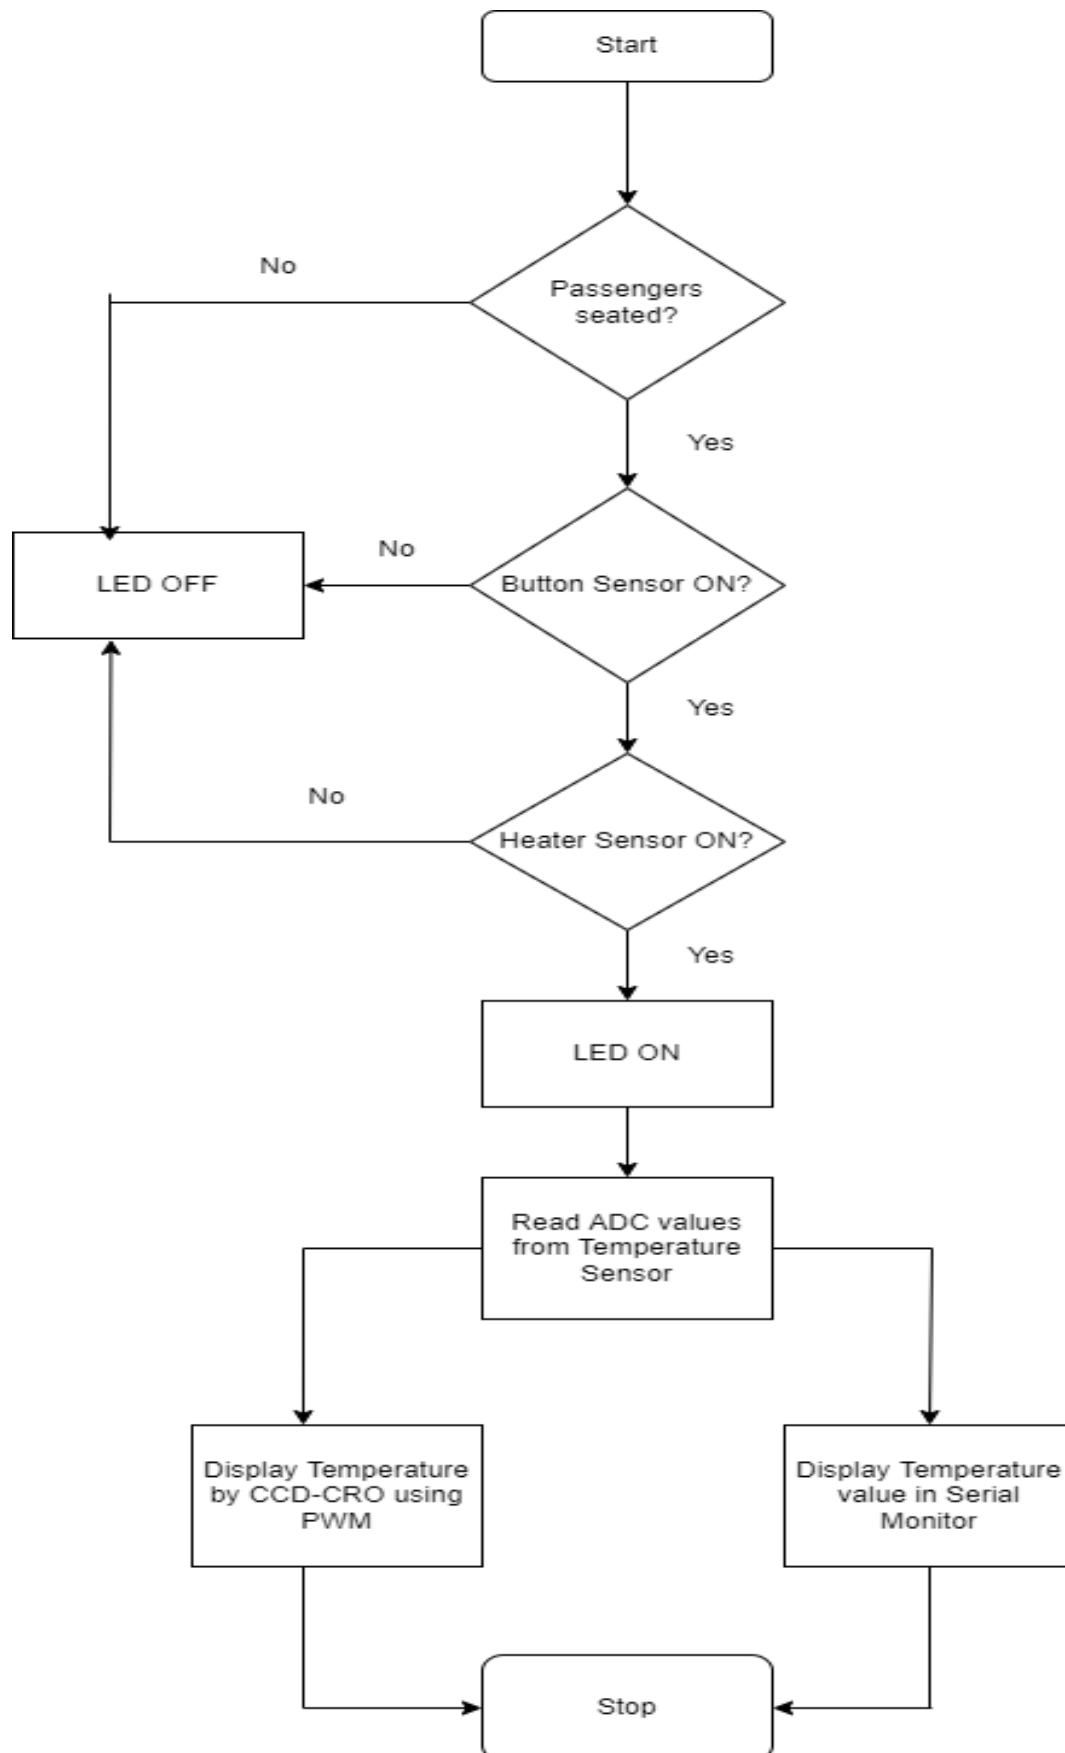 Start
No
Passengers
seated?
Yes
No
LED OFF
Button Sensor ON?
Yes
No
Heater Sensor ON?
Yes
LED ON
Read ADC values
from Temperature
Sensor
Display Temperature
by CCD-CRO using
PWM
Display Temperature
value in Serial
Monitor
Stop